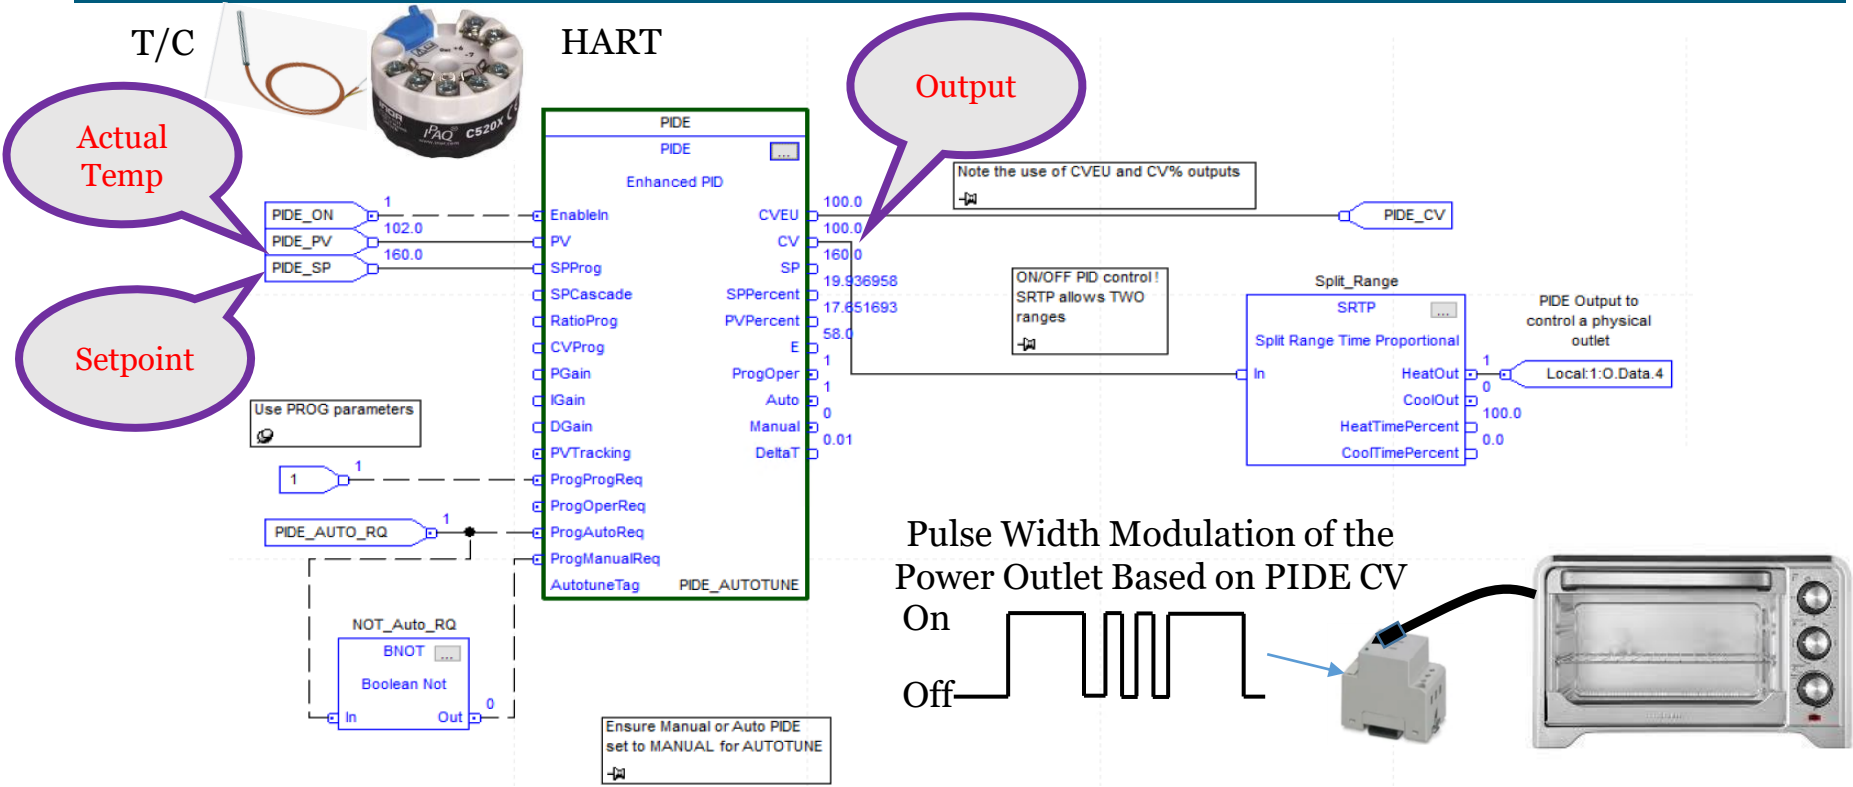 T/C
HART
Actual
Temp
Setpoint
Output
IPAQ C520X
PIDE
PIDE
...
Enhanced PID
PIDE_ON
1
PIDE_PV
102.0
PIDE_SP
160.0
EnableIn
PV
SPProg
SPCascade
RatioProg
CVProg
PGain
IGain
DGain
PVTracking
ProgProgReq
ProgOperReq
ProgAutoReq
ProgManualReq
AutotuneTag
PIDE_AUTOTUNE
CVEU
100.0
CV
100.0
SP
160.0
SPPercent
19.936958
PVPercent
17.651693
E
58.0
ProgOper
1
Auto
1
Manual
0
DeltaT
0.01
Note the use of CVEU and CV% outputs
PIDE_CV
ON/OFF PID control !
SRTP allows TWO
ranges
Split_Range
SRTP
...
Split Range Time Proportional
In
HeatOut
1
CoolOut
0
HeatTimePercent
100.0
CoolTimePercent
0.0
PIDE Output to
control a physical
outlet
Local:1:O.Data.4
Use PROG parameters
1
1
PIDE_AUTO_RQ
1
NOT_Auto_RQ
BNOT
...
Boolean Not
In
Out
0
Ensure Manual or Auto PIDE
set to MANUAL for AUTOTUNE
Pulse Width Modulation of the
Power Outlet Based on PIDE CV
On
Off